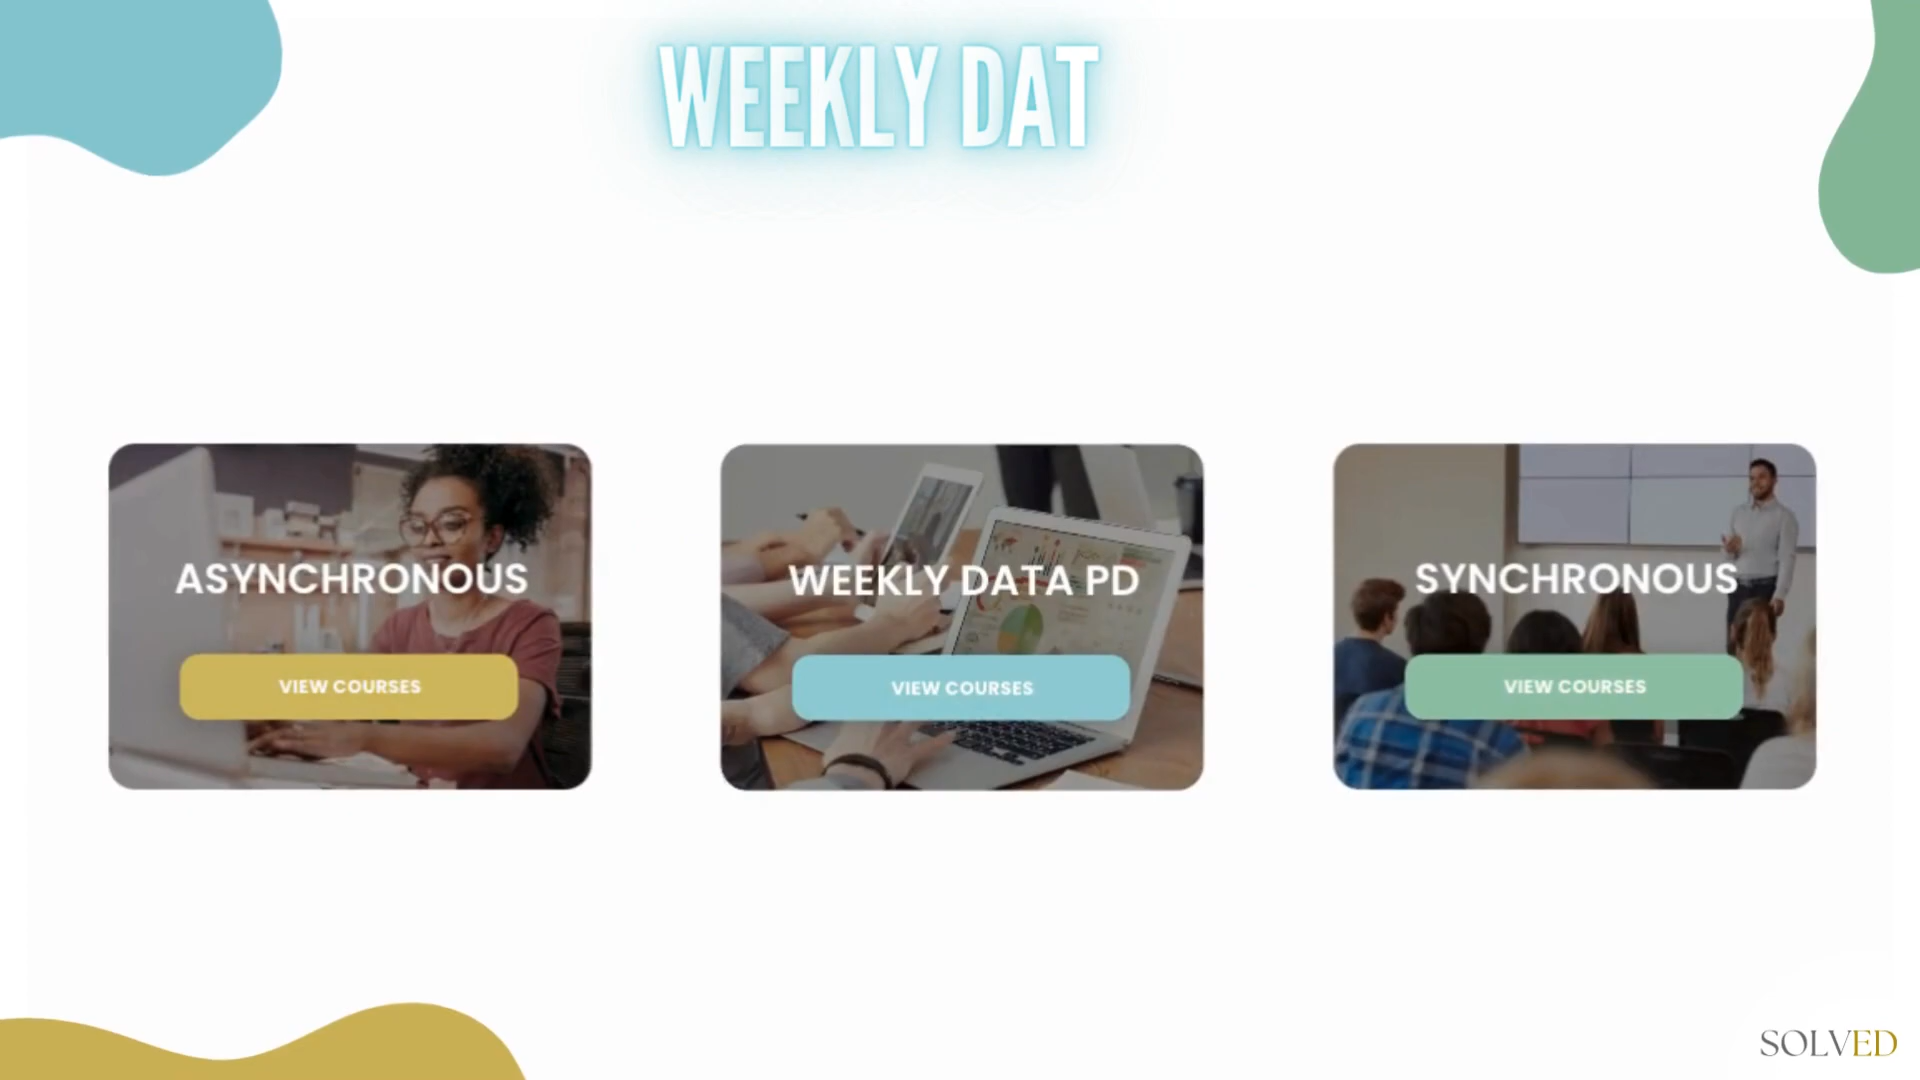 WEEKLY DAT
ASYNCHRONOUS
VIEW COURSES
WEEKLY DATA PD
VIEW COURSES
SYNCHRONOUS
VIEW COURSES
SOLVED